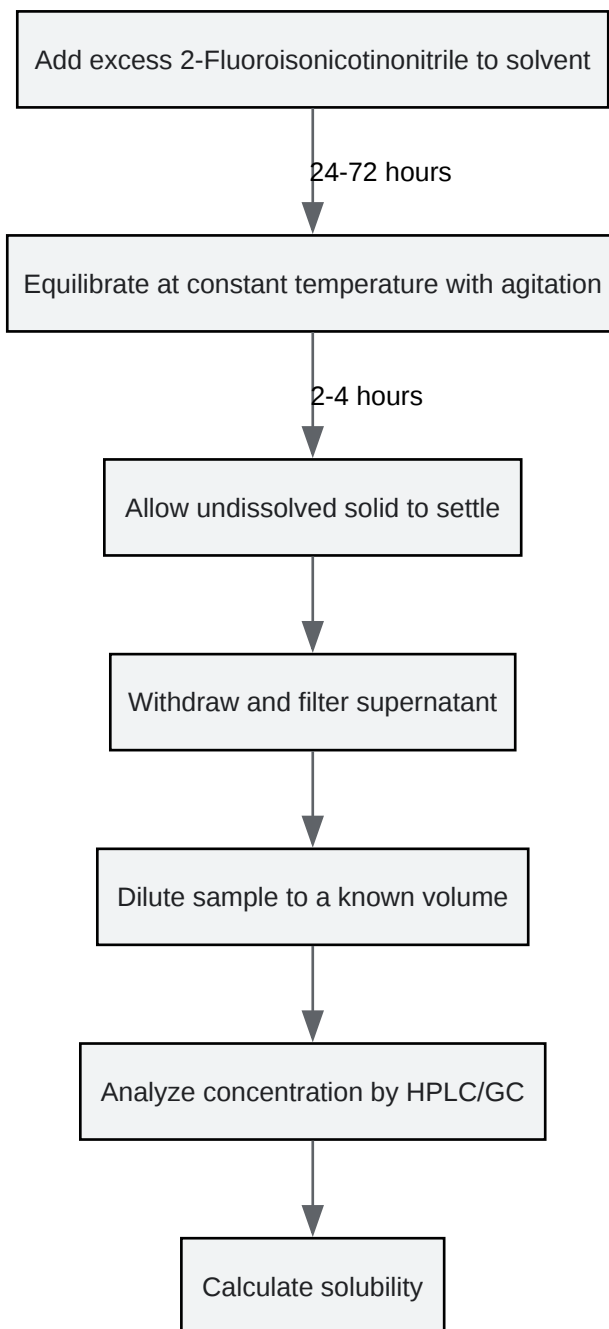 Add excess 2-Fluoroisonicotinonitrile to solvent
24-72 hours
Equilibrate at constant temperature with agitation
2-4 hours
Allow undissolved solid to settle
Withdraw and filter supernatant
Dilute sample to a known volume
Analyze concentration by HPLC/GC
Calculate solubility